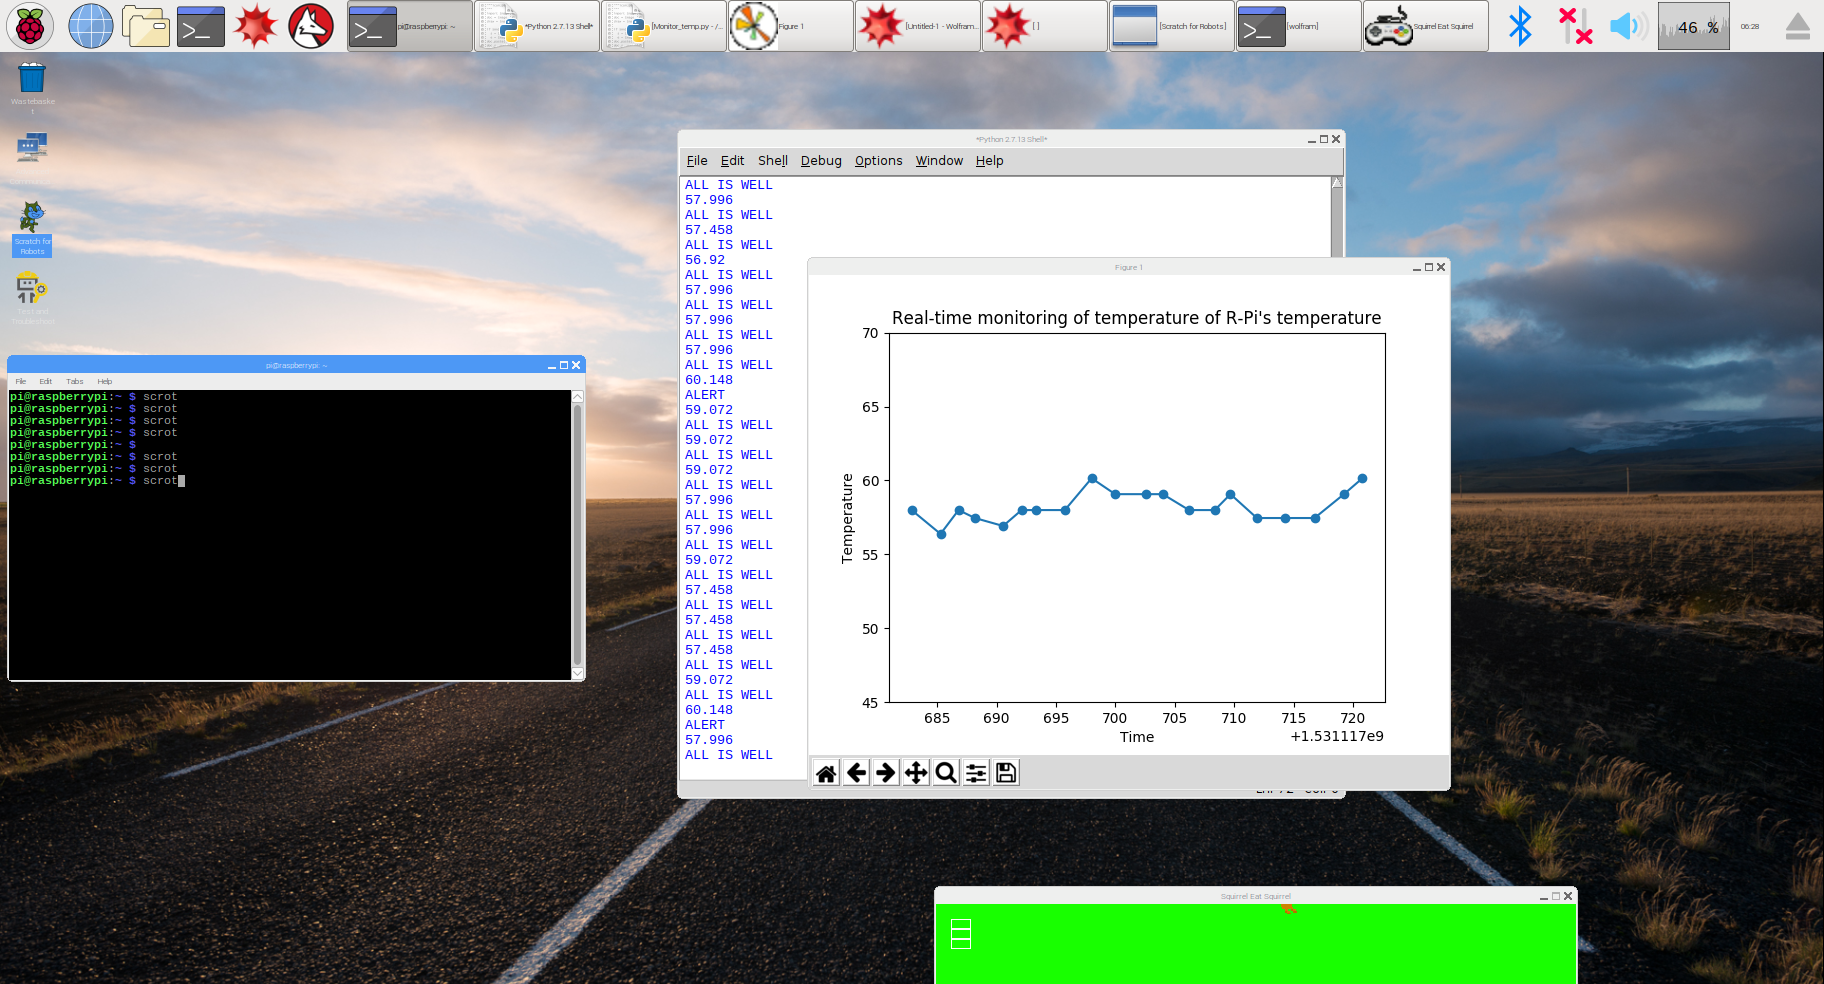 pi@raspberrypi: ~
*Python 2.7.13 Shell*
[Monitor_temp.py - /...
Figure 1
[Untitled-1 - Wolfram...
[ ]
[Scratch for Robots]
[wolfram]
Squirrel Eat Squirrel
46 %
06:28
Wastebaske
t
Scratch for
Robots
pi@raspberrypi: ~
File Edit Tabs Help
pi@raspberrypi:~ $ scrot
pi@raspberrypi:~ $ scrot
pi@raspberrypi:~ $ scrot
pi@raspberrypi:~ $ scrot
pi@raspberrypi:~ $
pi@raspberrypi:~ $ scrot
pi@raspberrypi:~ $ scrot
pi@raspberrypi:~ $ scrot
*Python 2.7.13 Shell*
File Edit Shell Debug Options Window Help
ALL IS WELL
57.996
ALL IS WELL
57.458
ALL IS WELL
56.92
ALL IS WELL
57.996
ALL IS WELL
57.996
ALL IS WELL
57.996
ALL IS WELL
60.148
ALERT
59.072
ALL IS WELL
59.072
ALL IS WELL
59.072
ALL IS WELL
57.996
ALL IS WELL
57.996
ALL IS WELL
59.072
ALL IS WELL
57.458
ALL IS WELL
57.458
ALL IS WELL
57.458
ALL IS WELL
59.072
ALL IS WELL
60.148
ALERT
57.996
ALL IS WELL
Figure 1
Real-time monitoring of temperature of R-Pi's temperature
70
65
60
55
50
45
Temperature
685 690 695 700 705 710 715 720
Time
+1.531117e9
Squirrel Eat Squirrel